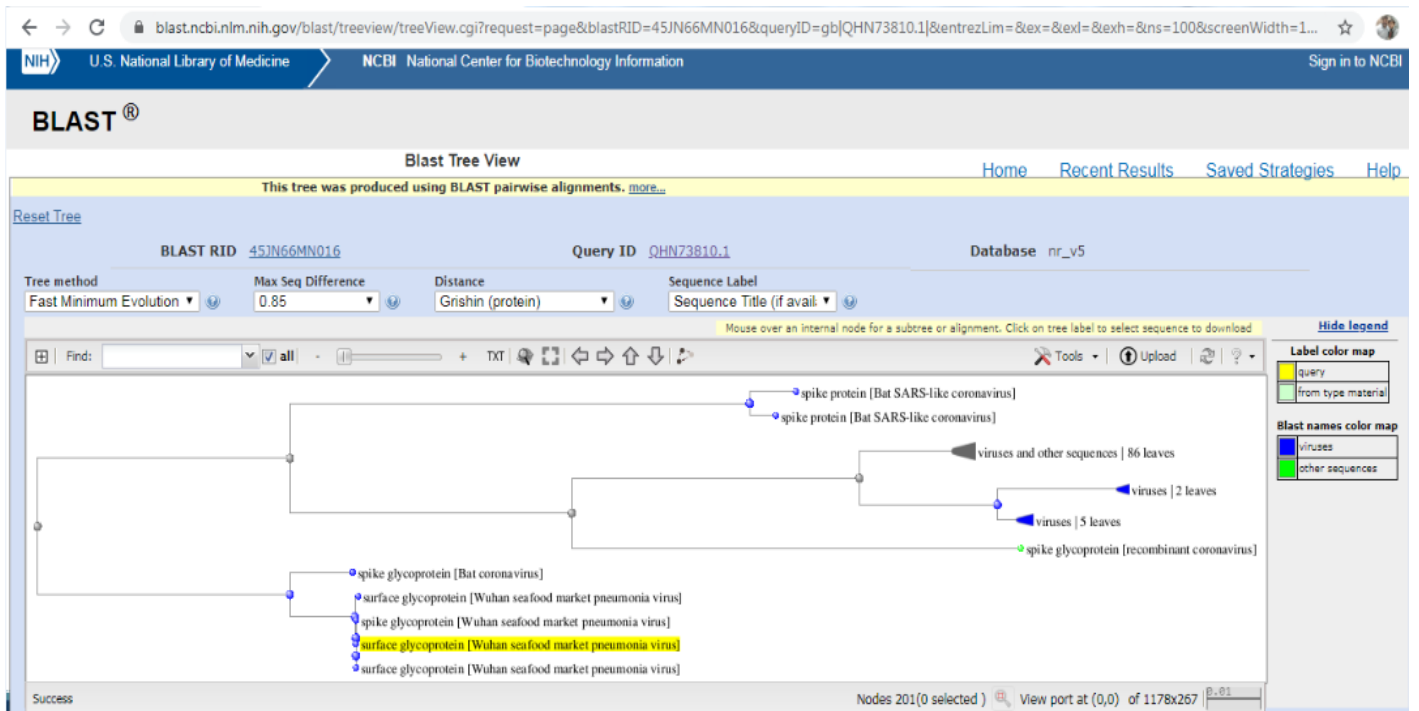 blast.ncbi.nlm.nih.gov/blast/treeview/treeView.cgi?request=page&blastRID=45JN66MN016&queryID=gb|QHN73810.1|&entrezLim=&ex=&exl=&exh=&ns=100&screenWidth=1...
NIH U.S. National Library of Medicine NCBI National Center for Biotechnology Information Sign in to NCBI
BLAST ®
Blast Tree View
Home Recent Results Saved Strategies Help
This tree was produced using BLAST pairwise alignments. more...
Reset Tree
BLAST RID 45JN66MN016 Query ID QHN73810.1 Database nr_v5
Tree method Max Seq Difference Distance Sequence Label
Fast Minimum Evolution 0.85 Grishin (protein) Sequence Title (if avail
Mouse over an internal node for a subtree or alignment. Click on tree label to select sequence to download Hide legend
Find: all - + TXT Tools Upload ?
Label color map
query
from type material
Blast names color map
viruses
other sequences
spike protein [Bat SARS-like coronavirus]
spike protein [Bat SARS-like coronavirus]
viruses and other sequences | 86 leaves
viruses | 2 leaves
viruses | 5 leaves
spike glycoprotein [recombinant coronavirus]
spike glycoprotein [Bat coronavirus]
surface glycoprotein [Wuhan seafood market pneumonia virus]
spike glycoprotein [Wuhan seafood market pneumonia virus]
surface glycoprotein [Wuhan seafood market pneumonia virus]
surface glycoprotein [Wuhan seafood market pneumonia virus]
Success Nodes 201(0 selected ) View port at (0,0) of 1178x267 0.01